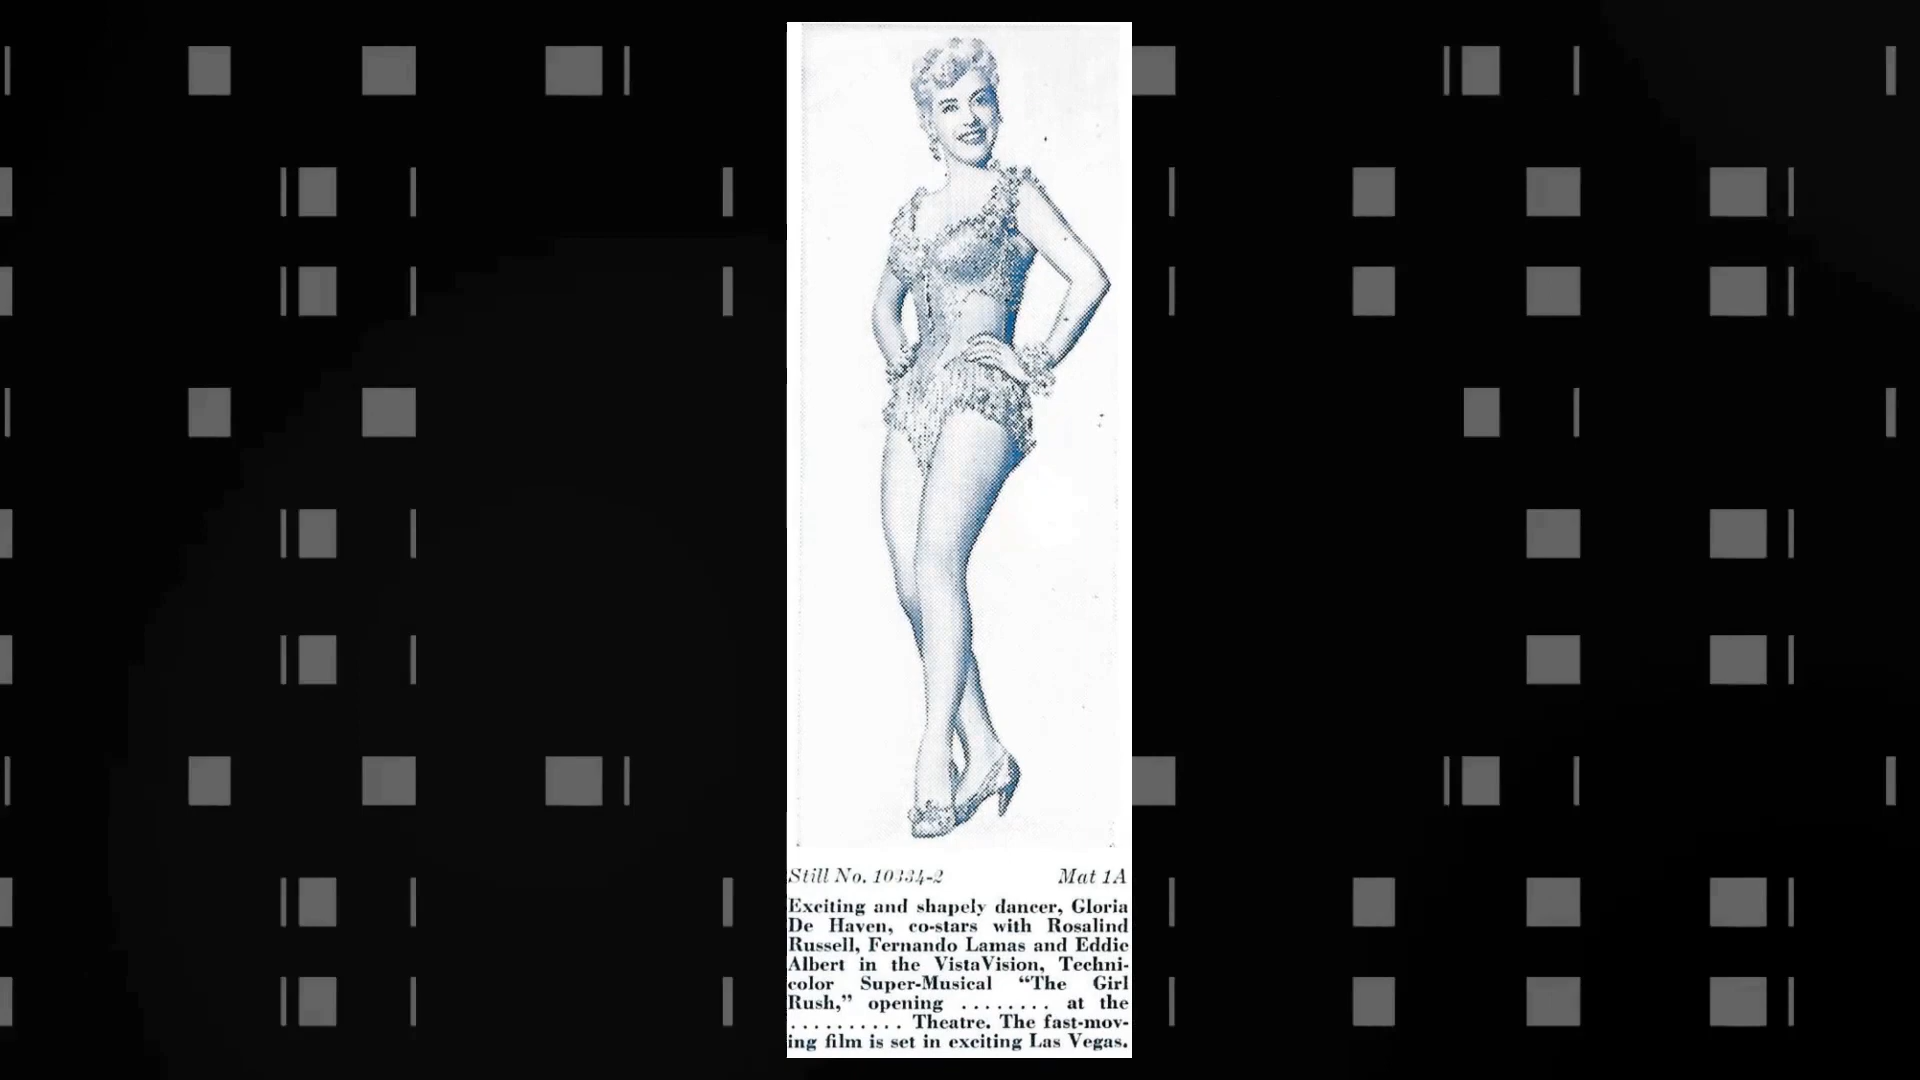 Still No. 10334-2 Mat 1A
Exciting and shapely dancer, Gloria
De Haven, co-stars with Rosalind
Russell, Fernando Lamas and Eddie
Albert in the VistaVision, Techni-
color Super-Musical “The Girl
Rush,” opening ........ at the
.......... Theatre. The fast-mov-
ing film is set in exciting Las Vegas.